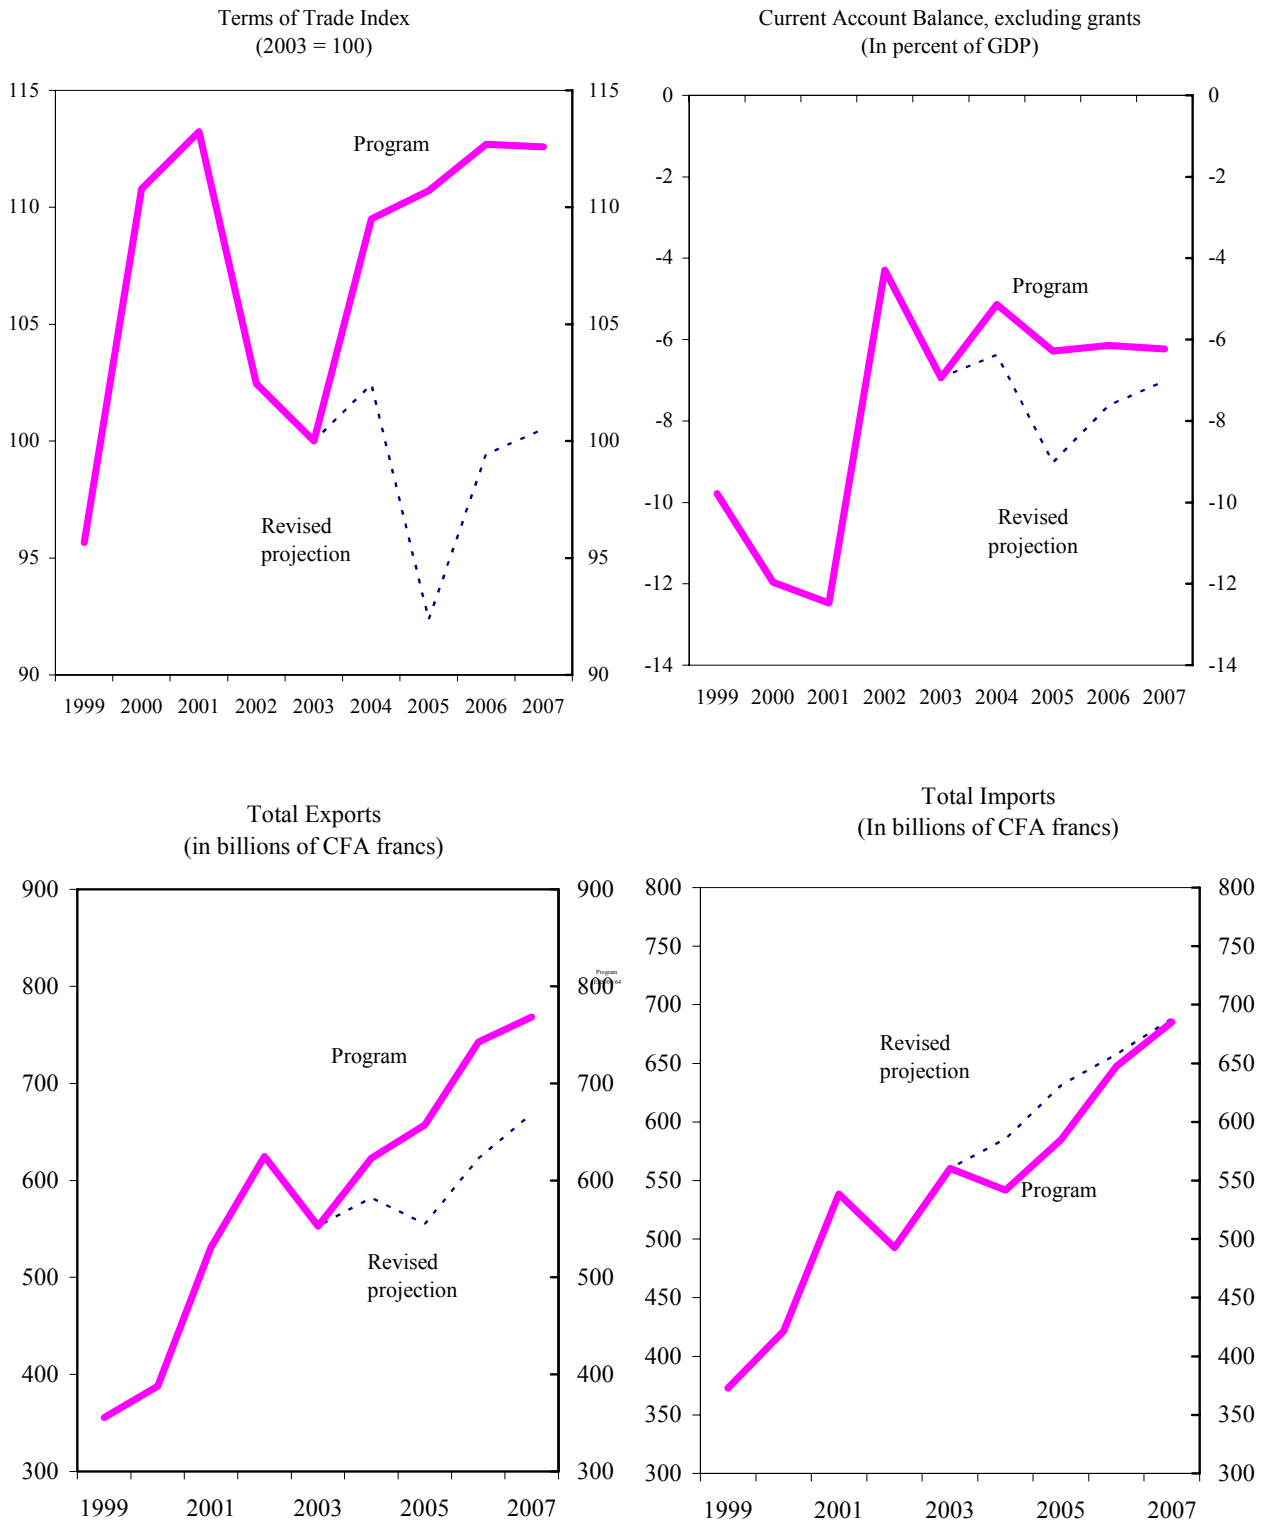 Terms of Trade Index
(2003 = 100)
115
110
105
100
95
90
Program
Revised
projection
115
110
105
100
95
90
1999 2000 2001 2002 2003 2004 2005 2006 2007
Current Account Balance, excluding grants
(In percent of GDP)
0
-2
-4
-6
-8
-10
-12
-14
Program
Revised
projection
0
-2
-4
-6
-8
-10
-12
-14
1999 2000 2001 2002 2003 2004 2005 2006 2007
Total Exports
(in billions of CFA francs)
900
800
700
600
500
400
300
Program
Revised
projection
900
800
700
600
500
400
300
Program
1999 2001 2003 2005 2007
Total Imports
(In billions of CFA francs)
800
750
700
650
600
550
500
450
400
350
300
Revised
projection
Program
800
750
700
650
600
550
500
450
400
350
300
1999 2001 2003 2005 2007